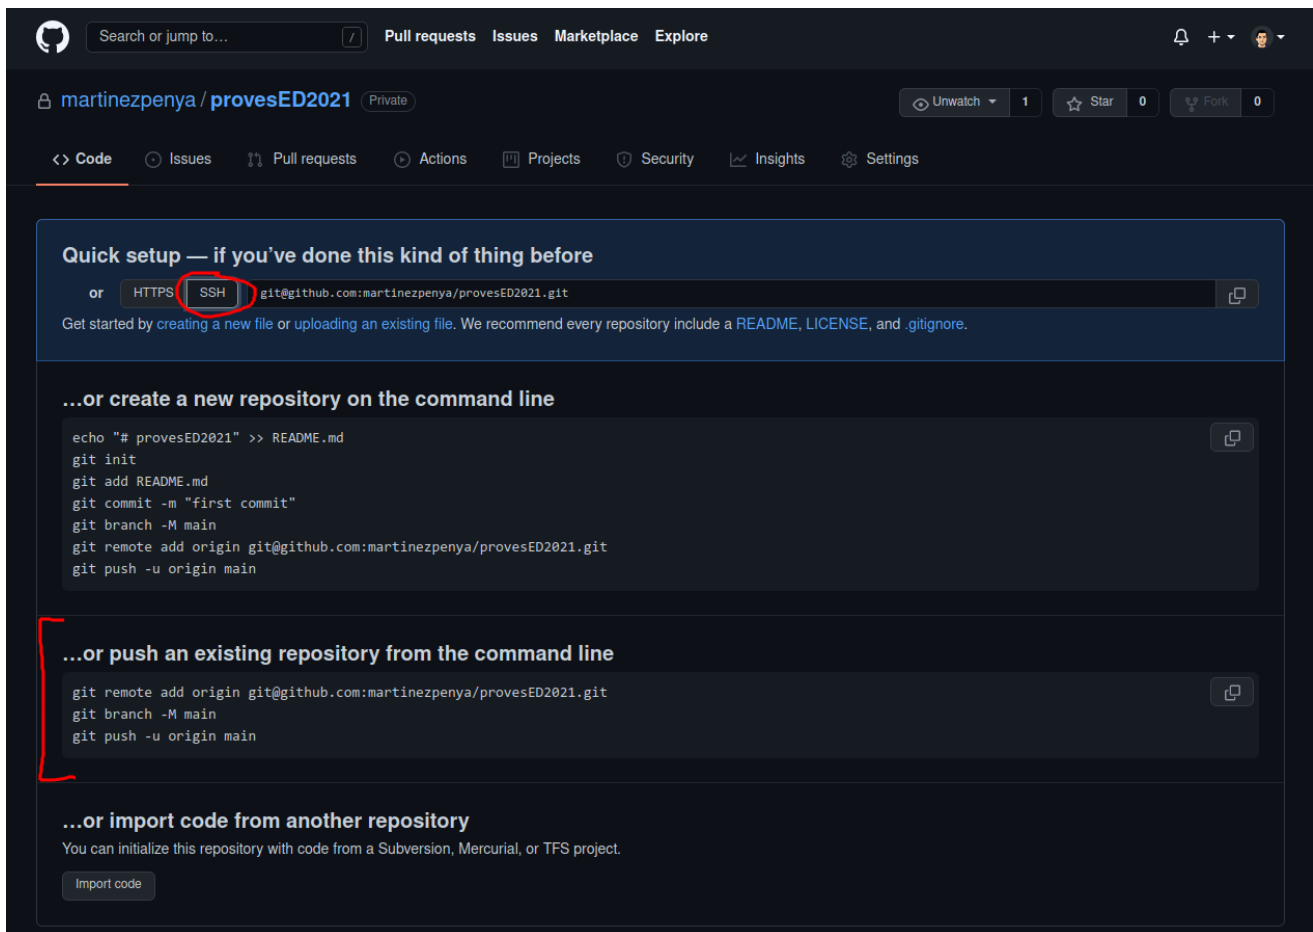 Search or jump to... / Pull requests Issues Marketplace Explore
martinezpenya / provesED2021 Private
Unwatch 1 Star 0 Fork 0
<> Code Issues Pull requests Actions Projects Security Insights Settings
Quick setup — if you've done this kind of thing before
or HTTPS SSH git@github.com:martinezpenya/provesED2021.git
Get started by creating a new file or uploading an existing file. We recommend every repository include a README, LICENSE, and .gitignore.
...or create a new repository on the command line
echo "# provesED2021" >> README.md
git init
git add README.md
git commit -m "first commit"
git branch -M main
git remote add origin git@github.com:martinezpenya/provesED2021.git
git push -u origin main
...or push an existing repository from the command line
git remote add origin git@github.com:martinezpenya/provesED2021.git
git branch -M main
git push -u origin main
...or import code from another repository
You can initialize this repository with code from a Subversion, Mercurial, or TFS project.
Import code